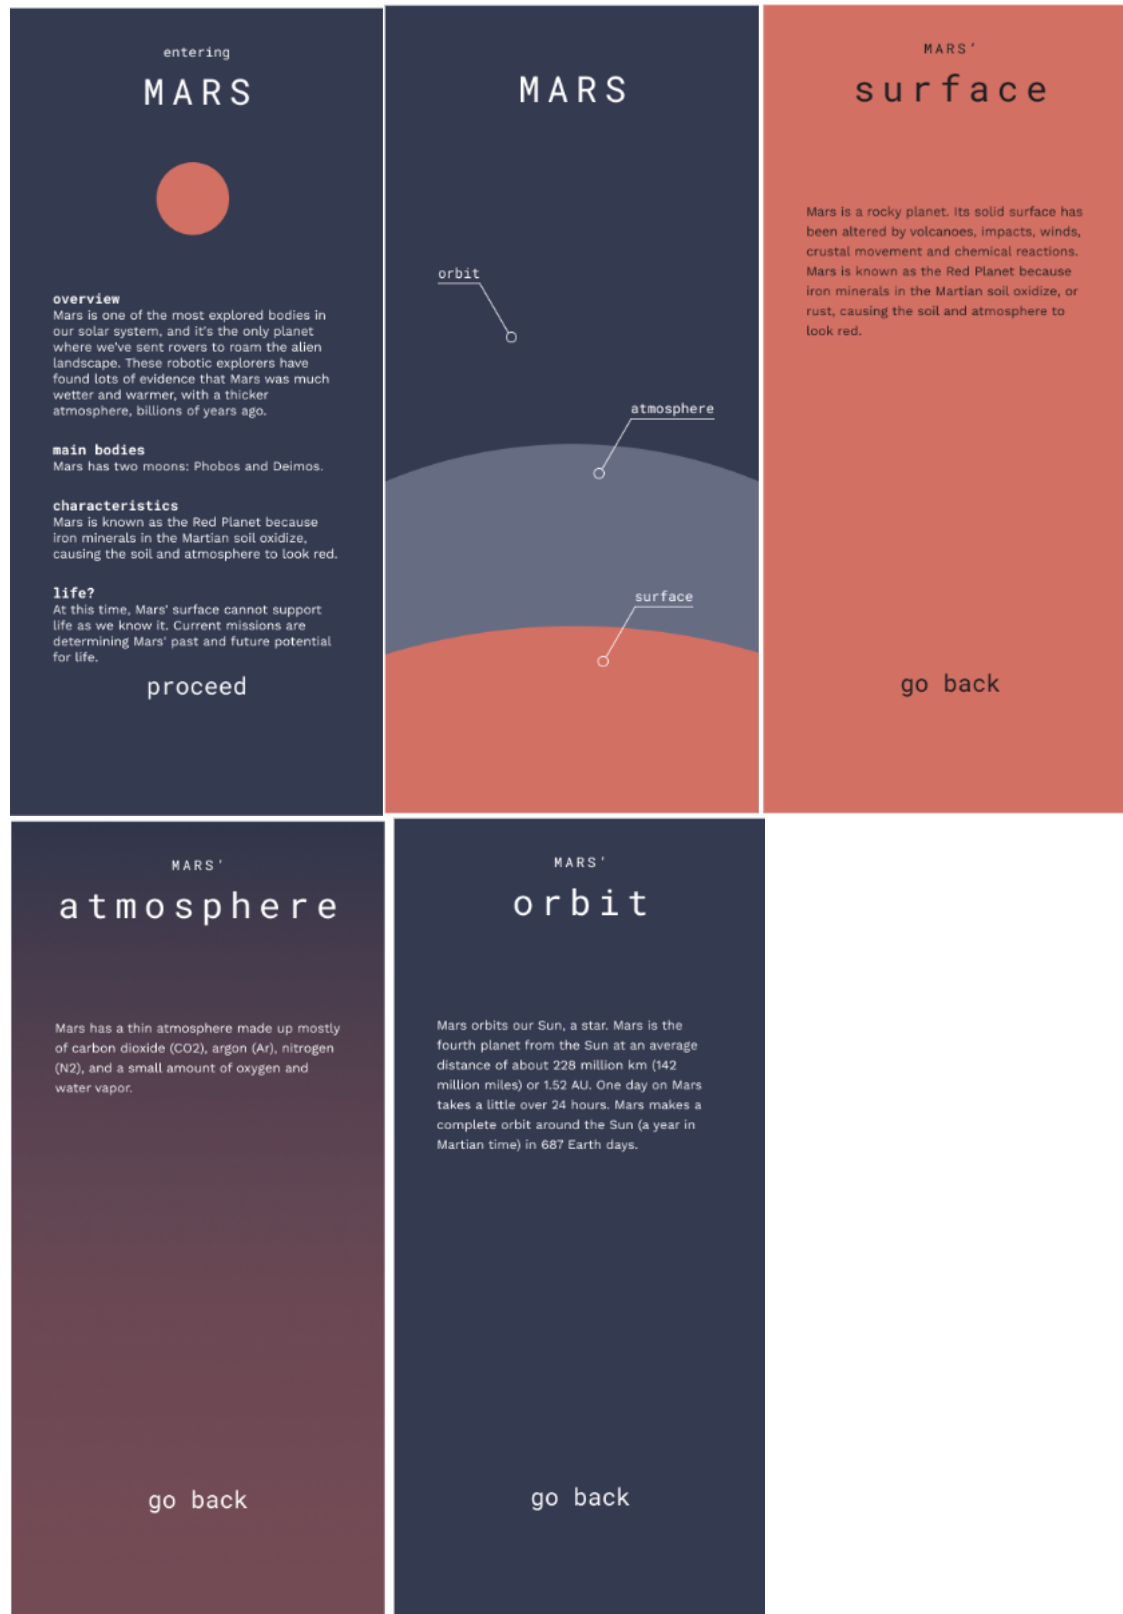 entering
MARS
overview
Mars is one of the most explored bodies in
our solar system, and it's the only planet
where we've sent rovers to roam the alien
landscape. These robotic explorers have
found lots of evidence that Mars was much
wetter and warmer, with a thicker
atmosphere, billions of years ago.
main bodies
Mars has two moons: Phobos and Deimos.
characteristics
Mars is known as the Red Planet because
iron minerals in the Martian soil oxidize,
causing the soil and atmosphere to look red.
life?
At this time, Mars' surface cannot support
life as we know it. Current missions are
determining Mars' past and future potential
for life.
proceed
MARS
orbit
atmosphere
surface
MARS'
surface
Mars is a rocky planet. Its solid surface has
been altered by volcanoes, impacts, winds,
crustal movement and chemical reactions.
Mars is known as the Red Planet because
iron minerals in the Martian soil oxidize, or
rust, causing the soil and atmosphere to
look red.
go back
MARS'
atmosphere
Mars has a thin atmosphere made up mostly
of carbon dioxide (CO2), argon (Ar), nitrogen
(N2), and a small amount of oxygen and
water vapor.
go back
MARS'
orbit
Mars orbits our Sun, a star. Mars is the
fourth planet from the Sun at an average
distance of about 228 million km (142
million miles) or 1.52 AU. One day on Mars
takes a little over 24 hours. Mars makes a
complete orbit around the Sun (a year in
Martian time) in 687 Earth days.
go back